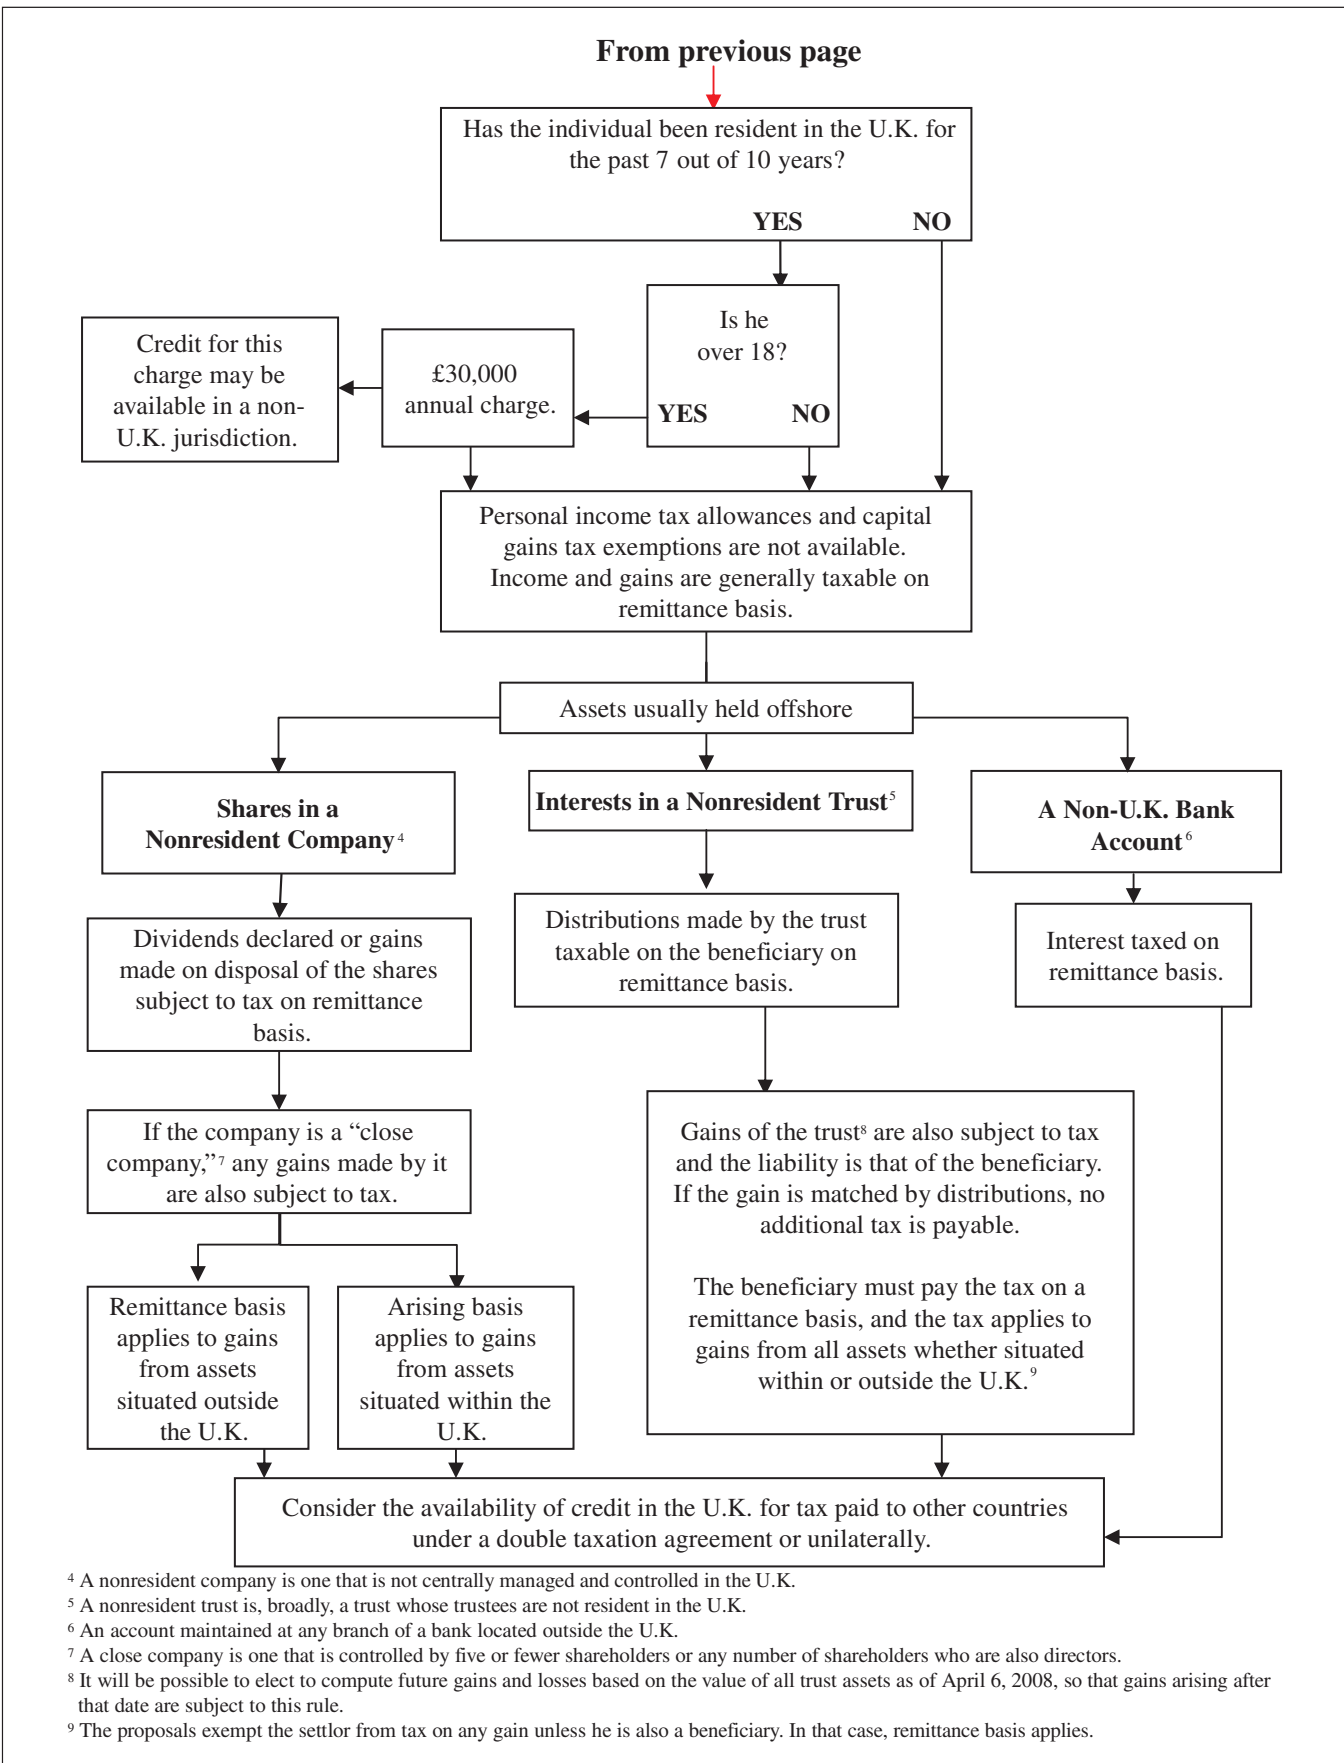 From previous page
Has the individual been resident in the U.K. for
the past 7 out of 10 years?
YES NO
Is he
over 18?
YES NO
£30,000
annual charge.
Credit for this
charge may be
available in a non-
U.K. jurisdiction.
Personal income tax allowances and capital
gains tax exemptions are not available.
Income and gains are generally taxable on
remittance basis.
Assets usually held offshore
Shares in a
Nonresident Company⁴
Dividends declared or gains
made on disposal of the shares
subject to tax on remittance
basis.
If the company is a “close
company,”⁷ any gains made by it
are also subject to tax.
Remittance basis
applies to gains
from assets
situated outside
the U.K.
Arising basis
applies to gains
from assets
situated within the
U.K.
Interests in a Nonresident Trust⁵
Distributions made by the trust
taxable on the beneficiary on
remittance basis.
Gains of the trust⁸ are also subject to tax
and the liability is that of the beneficiary.
If the gain is matched by distributions, no
additional tax is payable.
The beneficiary must pay the tax on a
remittance basis, and the tax applies to
gains from all assets whether situated
within or outside the U.K.⁹
A Non-U.K. Bank
Account⁶
Interest taxed on
remittance basis.
Consider the availability of credit in the U.K. for tax paid to other countries
under a double taxation agreement or unilaterally.
⁴ A nonresident company is one that is not centrally managed and controlled in the U.K.
⁵ A nonresident trust is, broadly, a trust whose trustees are not resident in the U.K.
⁶ An account maintained at any branch of a bank located outside the U.K.
⁷ A close company is one that is controlled by five or fewer shareholders or any number of shareholders who are also directors.
⁸ It will be possible to elect to compute future gains and losses based on the value of all trust assets as of April 6, 2008, so that gains arising after
that date are subject to this rule.
⁹ The proposals exempt the settlor from tax on any gain unless he is also a beneficiary. In that case, remittance basis applies.